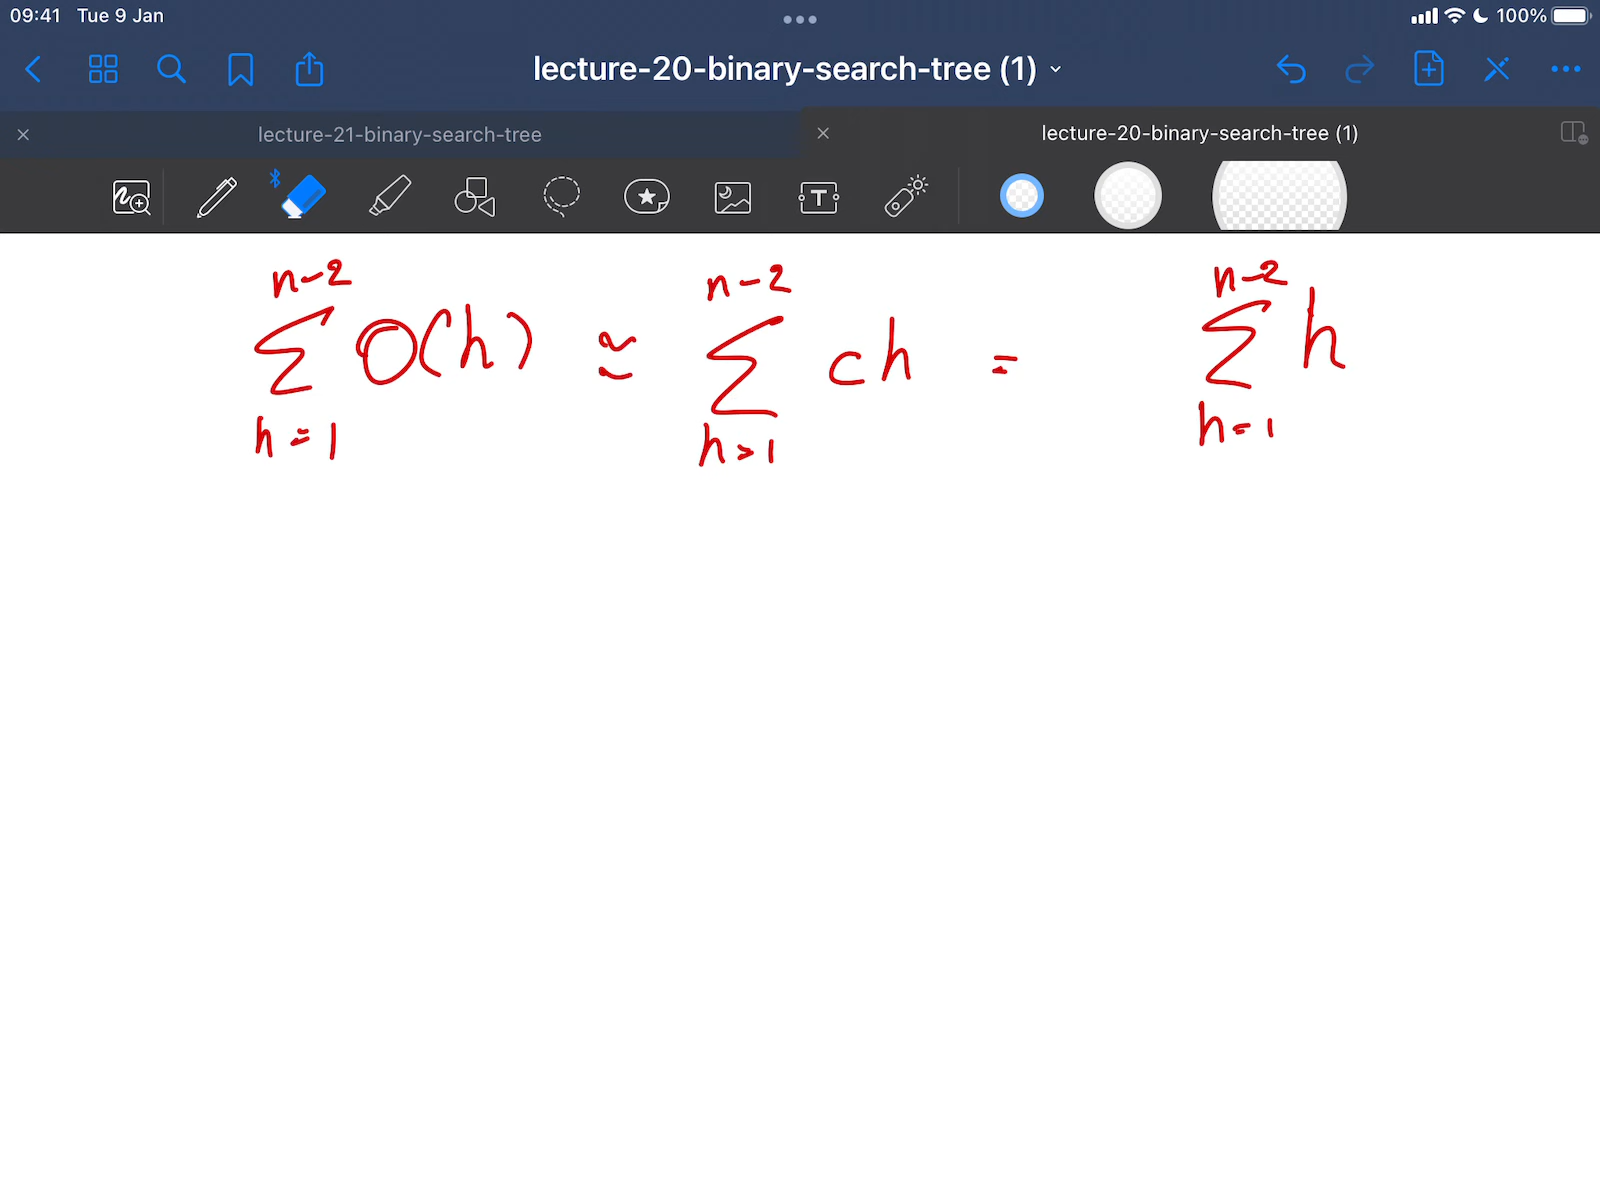 09:41 Tue 9 Jan 100%
lecture-20-binary-search-tree (1)
lecture-21-binary-search-tree
lecture-20-binary-search-tree (1)
T
n-2 n-2 n-2
∑ O(h) ≃ ∑ ch = ∑ h
h=1 h=1 h=1